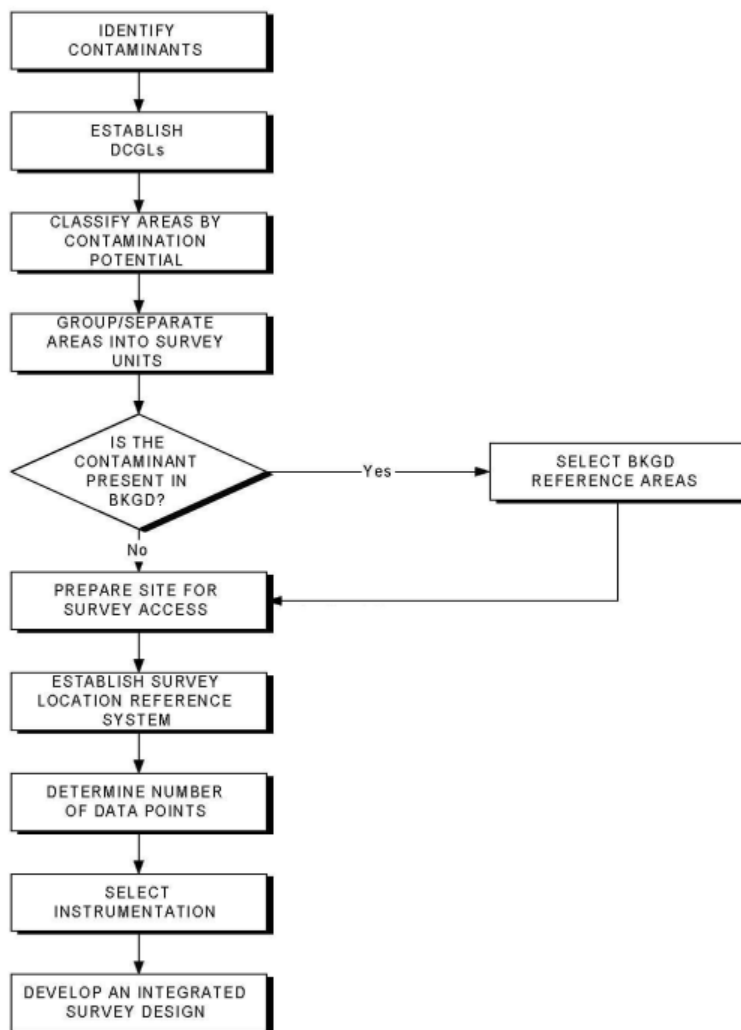 IDENTIFY
CONTAMINANTS
ESTABLISH
DCGLs
CLASSIFY AREAS BY
CONTAMINATION
POTENTIAL
GROUP/SEPARATE
AREAS INTO SURVEY
UNITS
IS THE
CONTAMINANT
PRESENT IN
BKGD?
Yes
SELECT BKGD
REFERENCE AREAS
No
PREPARE SITE FOR
SURVEY ACCESS
ESTABLISH SURVEY
LOCATION REFERENCE
SYSTEM
DETERMINE NUMBER
OF DATA POINTS
SELECT
INSTRUMENTATION
DEVELOP AN INTEGRATED
SURVEY DESIGN